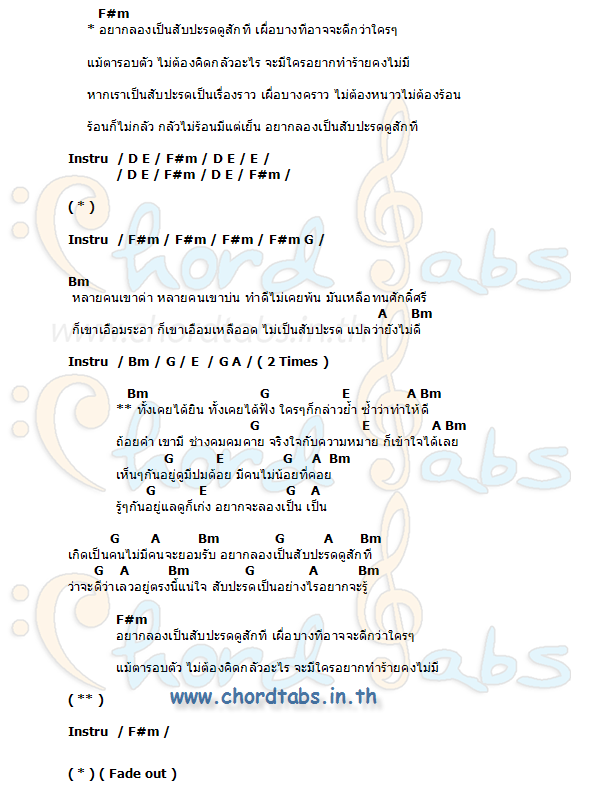 F#m
* อยากลองเป็นสับปะรดดูสักที เผื่อบางทีอาจจะดีกว่าใครๆ
แม้ตารอบตัว ไม่ต้องคิดกลัวอะไร จะมีใครอยากทำร้ายคงไม่มี
หากเราเป็นสับปะรดเป็นเรื่องราว เผื่อบางคราว ไม่ต้องหนาวไม่ต้องร้อน
ร้อนก็ไม่กลัว กลัวไม่ร้อนมีแต่เย็น อยากลองเป็นสับปะรดดูสักที
Instru / D E / F#m / D E / E /
/ D E / F#m / D E / F#m /
( * )
Instru / F#m / F#m / F#m / F#m G /
Bm
หลายคนเขาด่า หลายคนเขาบ่น ทำดีไม่เคยพ้น มันเหลือทนศักดิ์ศรี
A Bm
ก็เขาเอือมระอา ก็เขาเอือมเหลืออด ไม่เป็นสับปะรด แปลว่ายังไม่ดี
www.chordtabs.in.th
Instru / Bm / G / E / G A / ( 2 Times )
Bm G E A Bm
** ทั้งเคยได้ยิน ทั้งเคยได้ฟัง ใครๆก็กล่าวย้ำ ซ้ำว่าทำให้ดี
G E A Bm
ถ้อยคำ เขามี ช่างคมคมคาย จริงใจกับความหมาย ก็เข้าใจได้เลย
G E G A Bm
เห็นๆกันอยู่ดูมีปมด้อย มีคนไม่น้อยที่คอย
G E G A
รู้ๆกันอยู่แลดูก็เก่ง อยากจะลองเป็น เป็น
G A Bm G A Bm
เกิดเป็นคนไม่มีคนจะยอมรับ อยากลองเป็นสับปะรดดูสักที
G A Bm G A Bm
ว่าจะดีว่าเลวอยู่ตรงนี้แน่ใจ สับปะรดเป็นอย่างไรอยากจะรู้
F#m
อยากลองเป็นสับปะรดดูสักที เผื่อบางทีอาจจะดีกว่าใครๆ
แม้ตารอบตัว ไม่ต้องคิดกลัวอะไร จะมีใครอยากทำร้ายคงไม่มี
( ** ) www.chordtabs.in.th
Instru / F#m /
( * ) ( Fade out )